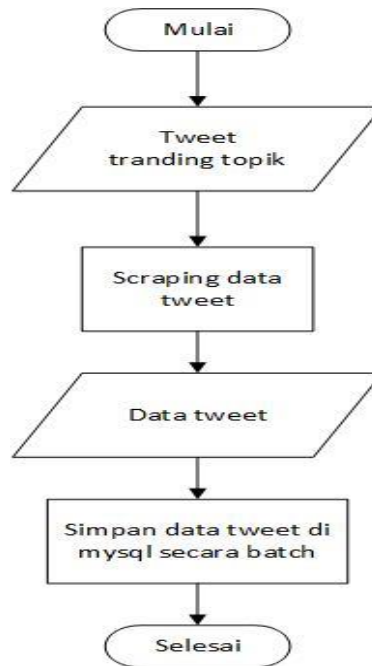 Mulai
Tweet
tranding topik
Scraping data
tweet
Data tweet
Simpan data tweet di
mysql secara batch
Selesai